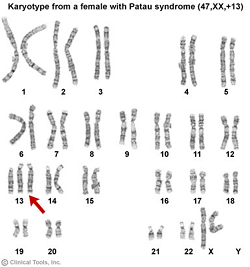 Karyotype from a female with Patau syndrome (47,XX,+13)
1 2 3 4 5
6 7 8 9 10 11 12
13 14 15 16 17 18
19 20 21 22 X Y
© Clinical Tools, Inc.